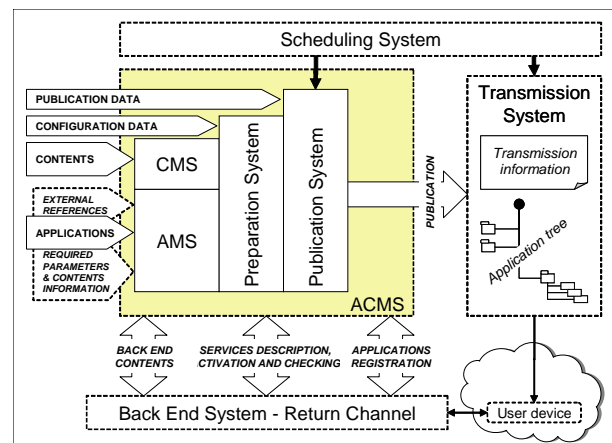 Scheduling System
PUBLICATION DATA
CONFIGURATION DATA
CONTENTS
EXTERNAL
REFERENCES
APPLICATIONS
REQUIRED
PARAMETERS
& CONTENTS
INFORMATION
CMS
AMS
Preparation System
Publication System
ACMS
PUBLICATION
Transmission
System
Transmission
information
Application tree
BACK END
CONTENTS
SERVICES DESCRIPTION,
ACTIVATION AND CHECKING
APPLICATIONS
REGISTRATION
Back End System - Return Channel
User device